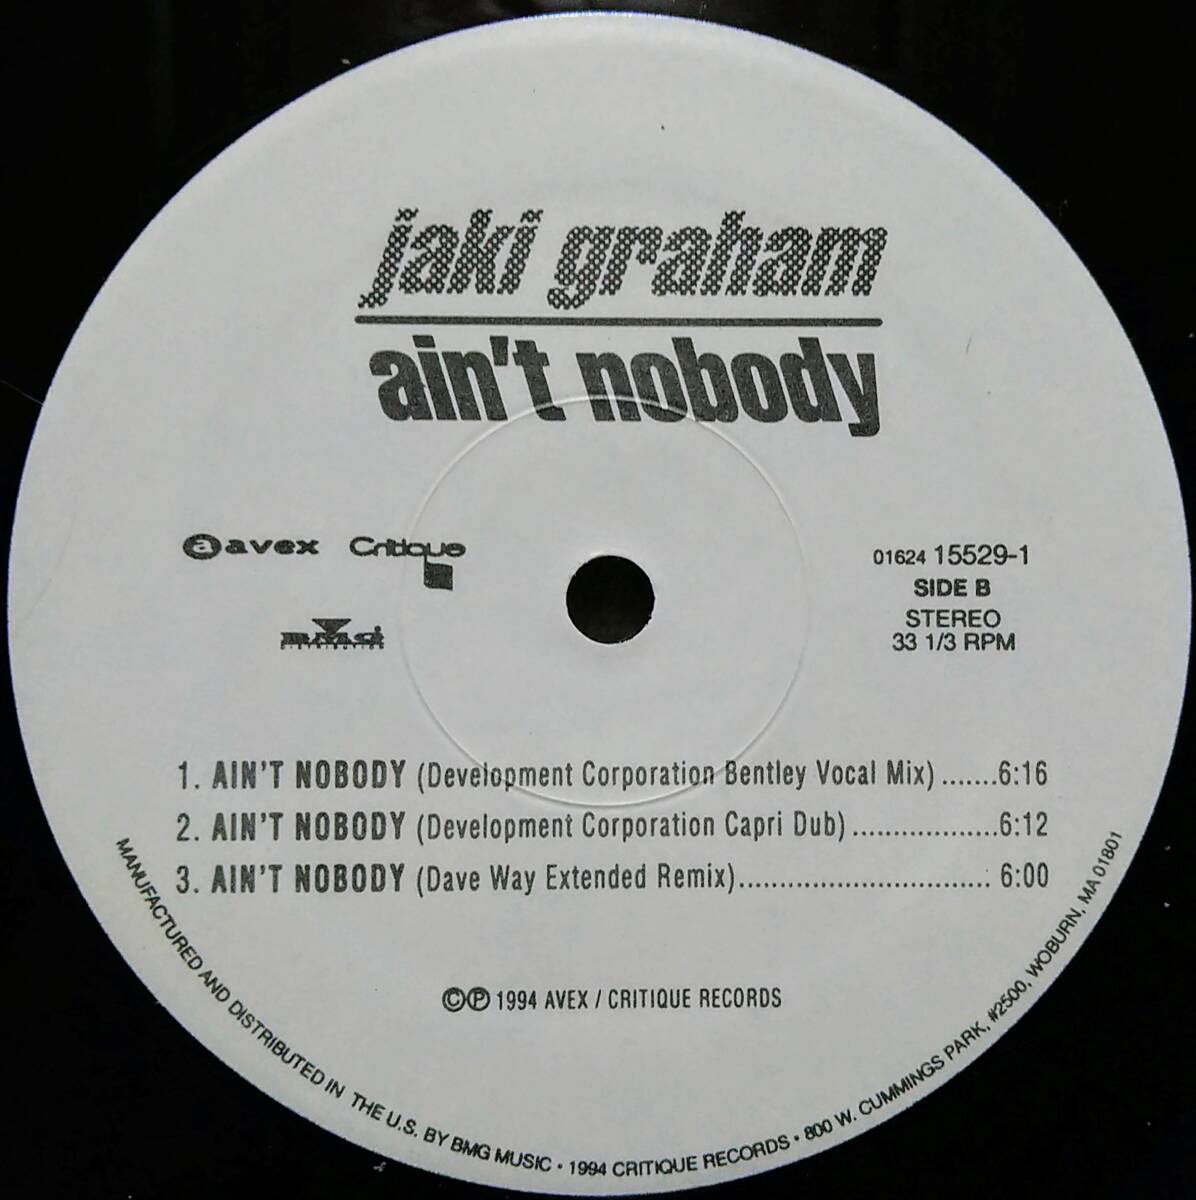 jaki graham
ain't nobody
a avex Critique
BMG
DISTRIBUTION
01624 15529-1
SIDE B
STEREO
33 1/3 RPM
1. AIN'T NOBODY (Development Corporation Bentley Vocal Mix) .......6:16
2. AIN'T NOBODY (Development Corporation Capri Dub) ..................6:12
3. AIN'T NOBODY (Dave Way Extended Remix)............................... 6:00
©℗ 1994 AVEX / CRITIQUE RECORDS
MANUFACTURED AND DISTRIBUTED IN THE U.S. BY BMG MUSIC • 1994 CRITIQUE RECORDS • 800 W. CUMMINGS PARK, #2500, WOBURN, MA 01801